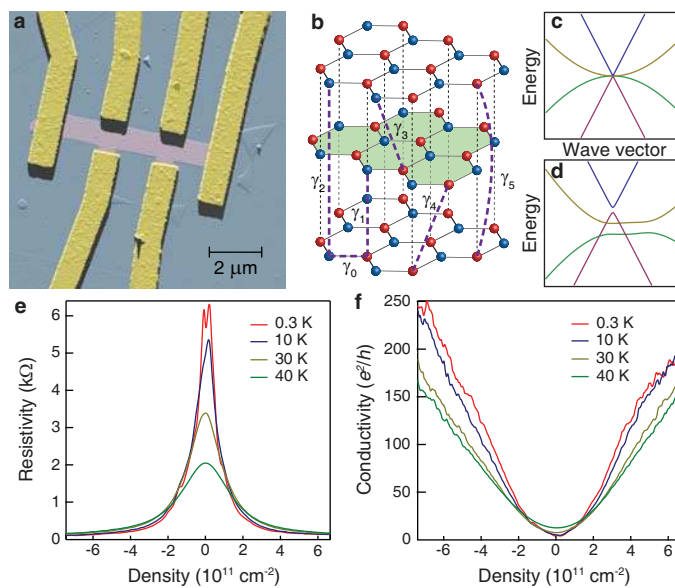 a
2 μm
b
γ3
γ2
γ1
γ4
γ5
γ0
c
Energy
Wave vector
d
Energy
e
6
5
4
3
2
1
0
Resistivity (kΩ)
0.3 K
10 K
30 K
40 K
-6 -4 -2 0 2 4 6
Density (10¹¹ cm⁻²)
f
250
200
150
100
50
0
Conductivity (e²/h)
0.3 K
10 K
30 K
40 K
-6 -4 -2 0 2 4 6
Density (10¹¹ cm⁻²)